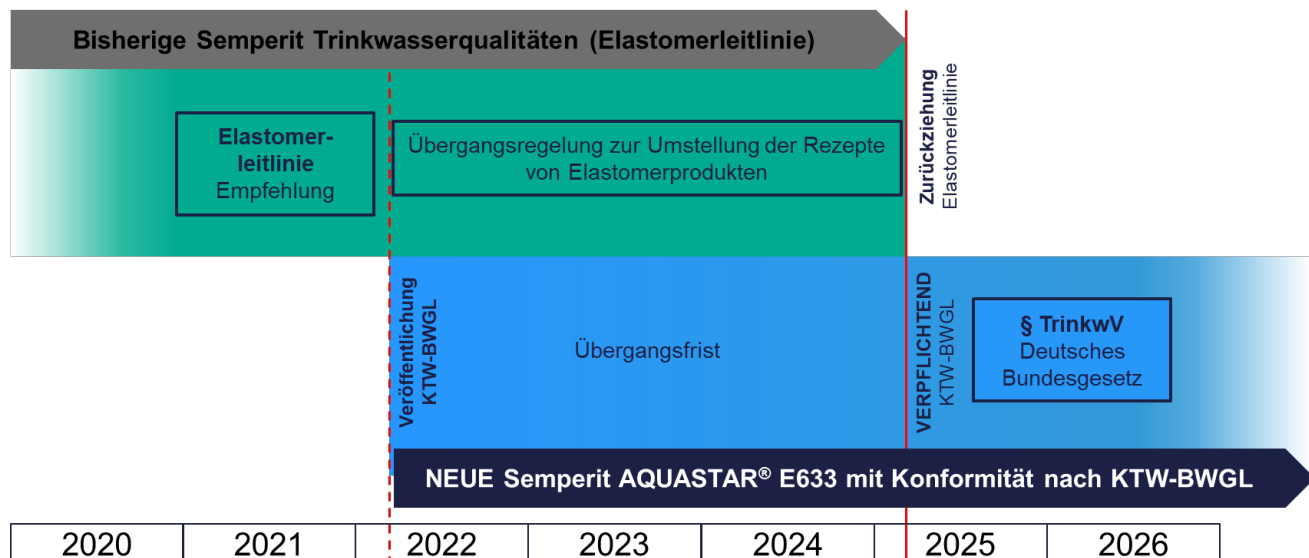 Bisherige Semperit Trinkwasserqualitäten (Elastomerleitlinie)
Elastomer-
leitlinie
Empfehlung
Übergangsregelung zur Umstellung der Rezepte
von Elastomerprodukten
Zurückziehung
Elastomerleitlinie
Veröffentlichung
KTW-BWGL
Übergangsfrist
VERPFLICHTEND
KTW-BWGL
§ TrinkwV
Deutsches
Bundesgesetz
NEUE Semperit AQUASTAR® E633 mit Konformität nach KTW-BWGL
2020 2021 2022 2023 2024 2025 2026